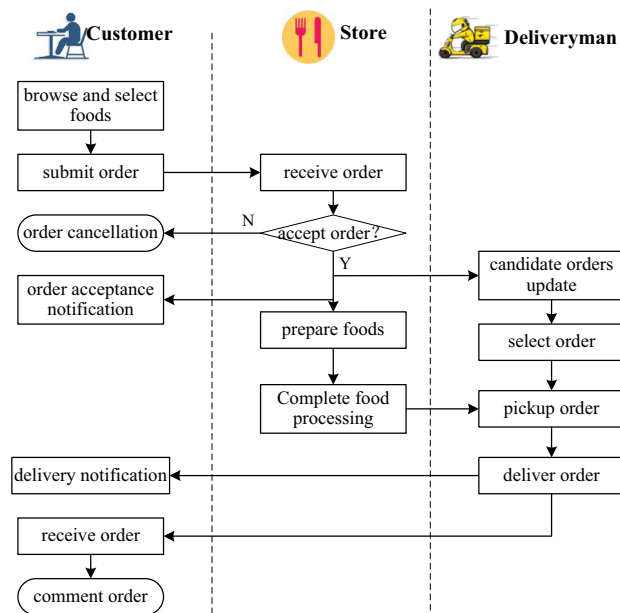 Customer
Store
Deliveryman
browse and select
foods
submit order
receive order
N
order cancellation
accept order?
Y
order acceptance
notification
candidate orders
update
prepare foods
select order
Complete food
processing
pickup order
delivery notification
deliver order
receive order
comment order